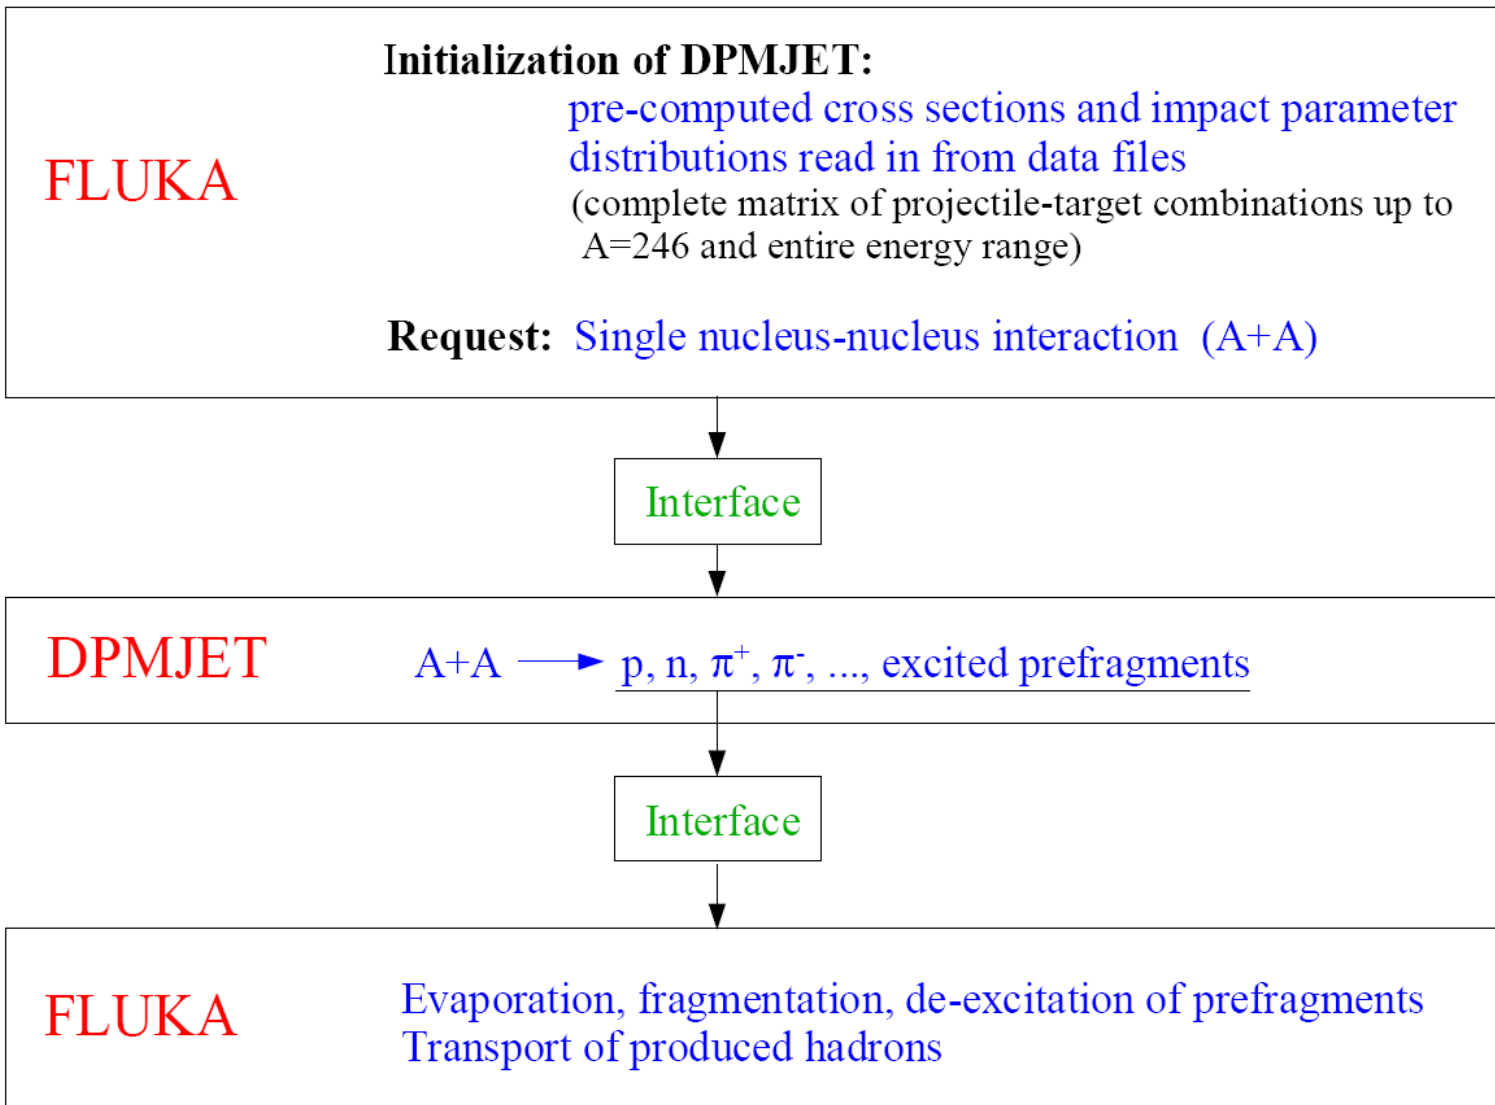 Initialization of DPMJET:
pre-computed cross sections and impact parameter
distributions read in from data files
FLUKA
(complete matrix of projectile-target combinations up to
A=246 and entire energy range)
Request: Single nucleus-nucleus interaction (A+A)
Interface
DPMJET A+A p, n, π⁺, π⁻, ..., excited prefragments
Interface
FLUKA
Evaporation, fragmentation, de-excitation of prefragments
Transport of produced hadrons